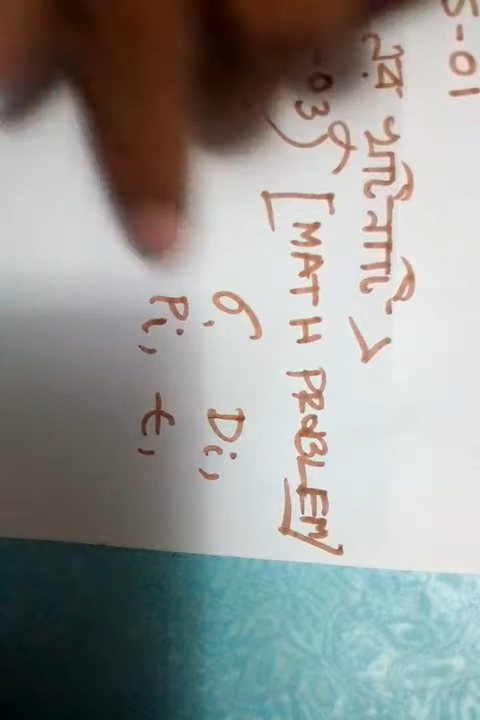 S-01
-03
[MATH PROBLEM]
σ, Di,
Pi, t,